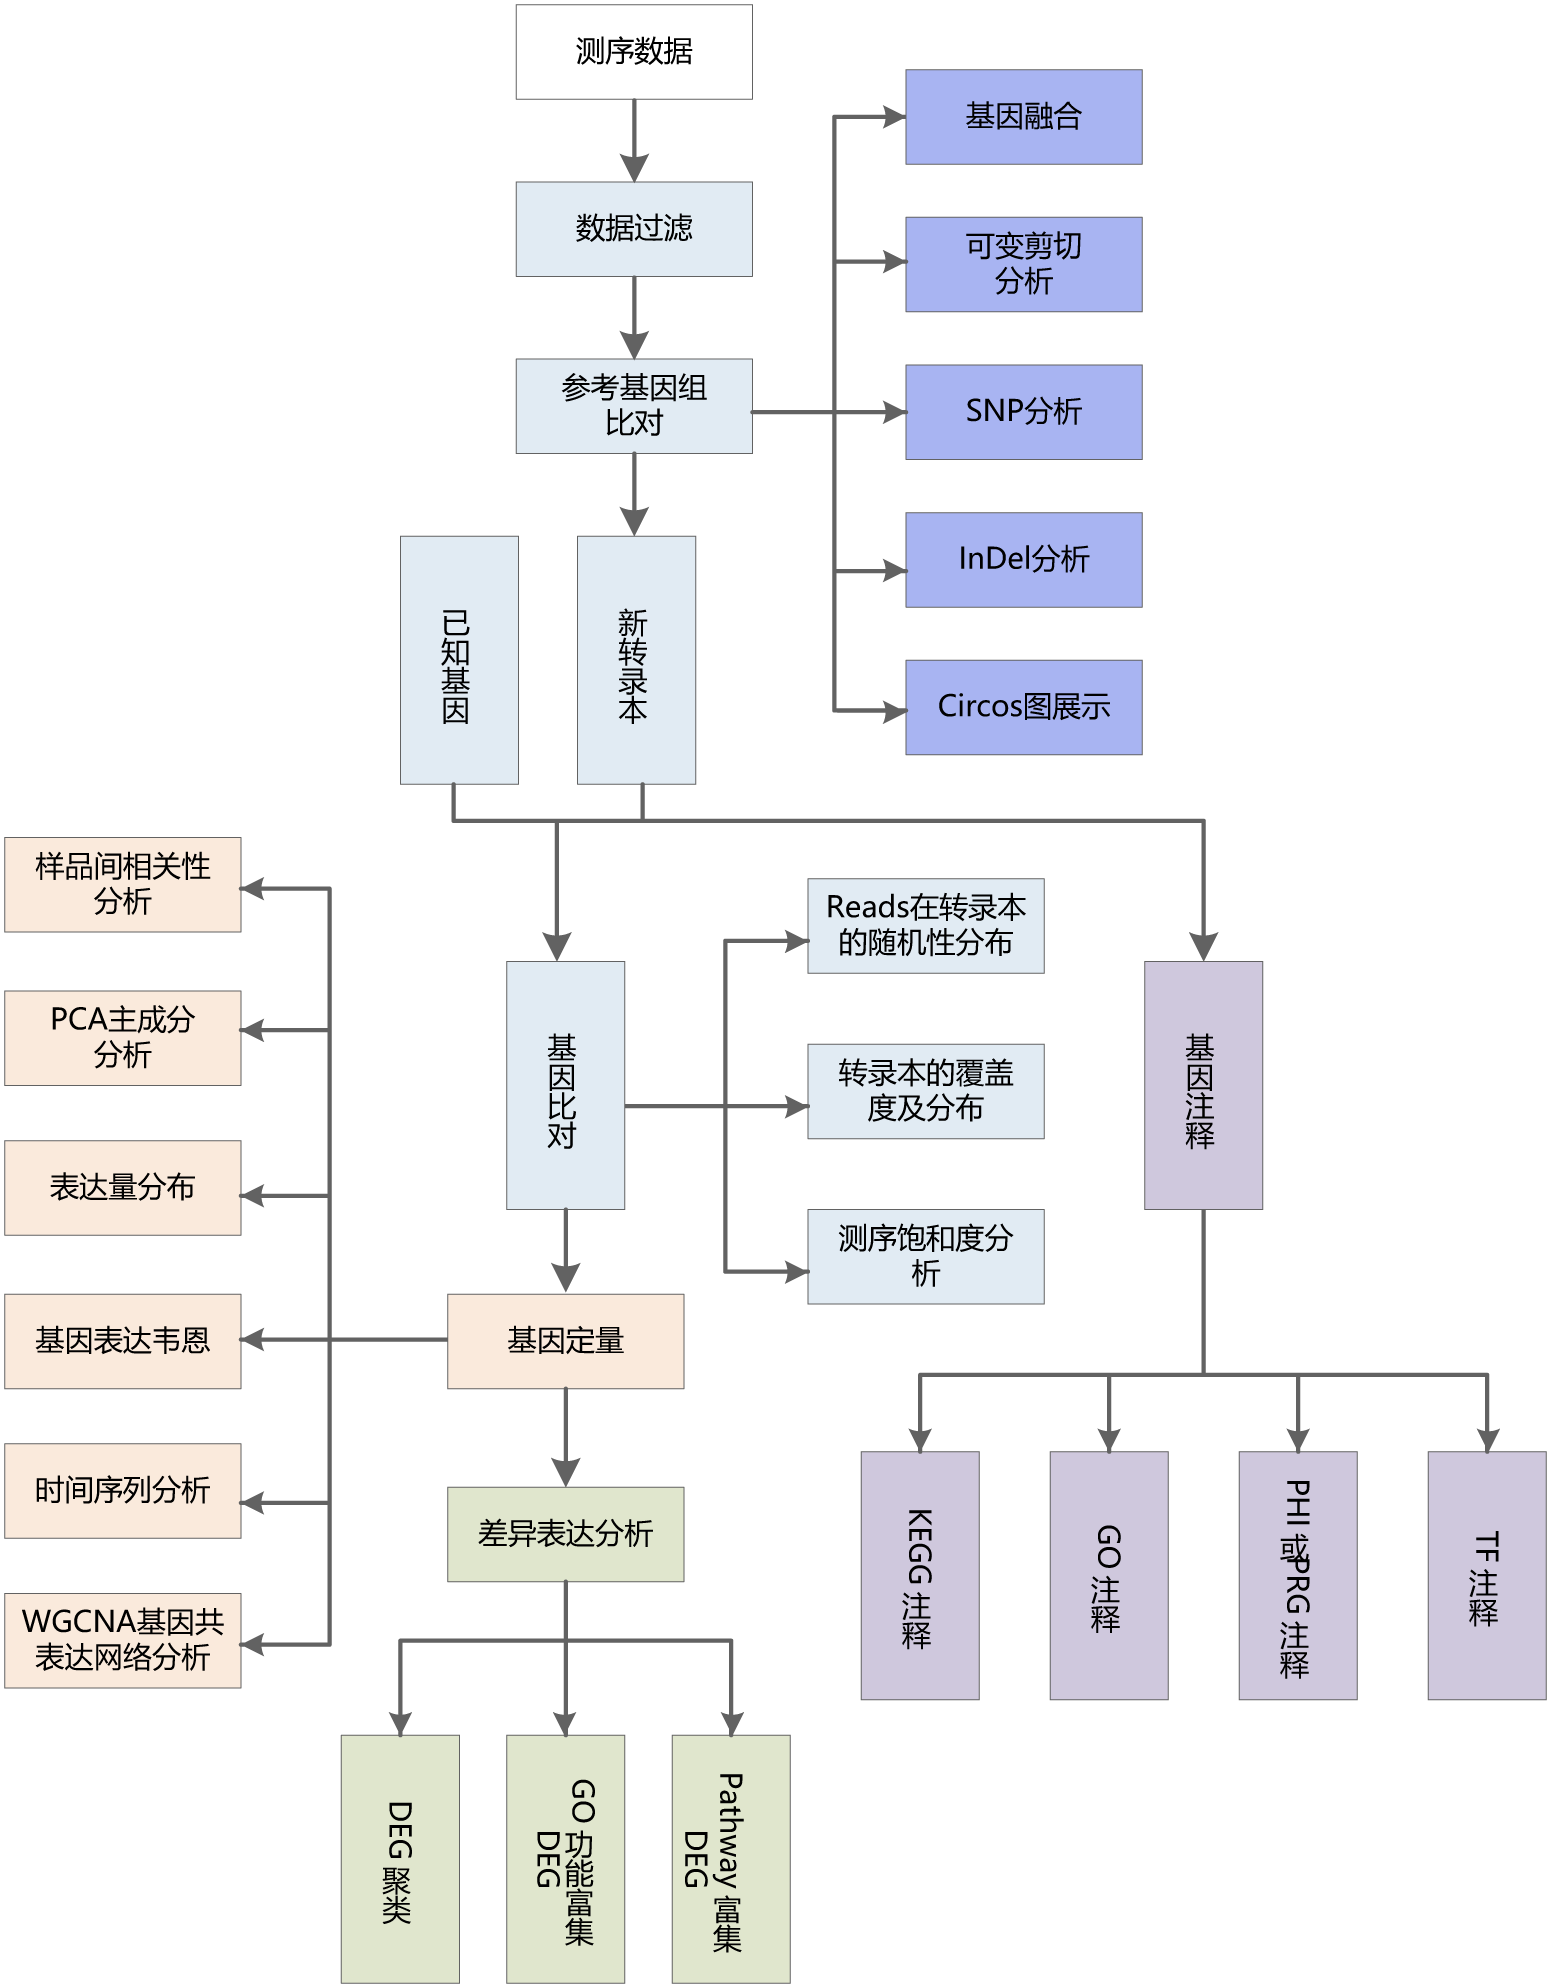 测序数据
基因融合
数据过滤
可变剪切
分析
参考基因组
比对
SNP分析
InDel分析
已知基因
新转录本
Circos图展示
样品间相关性
分析
Reads在转录本
的随机性分布
PCA主成分
分析
基因比对
转录本的覆盖
度及分布
基因注释
表达量分布
测序饱和度分
析
基因表达韦恩
基因定量
时间序列分析
差异表达分析
KEGG 注释
GO 注释
PHI 或PRG 注释
TF 注释
WGCNA基因共
表达网络分析
DEG 聚类
GO 功能富集
DEG
Pathway 富集
DEG